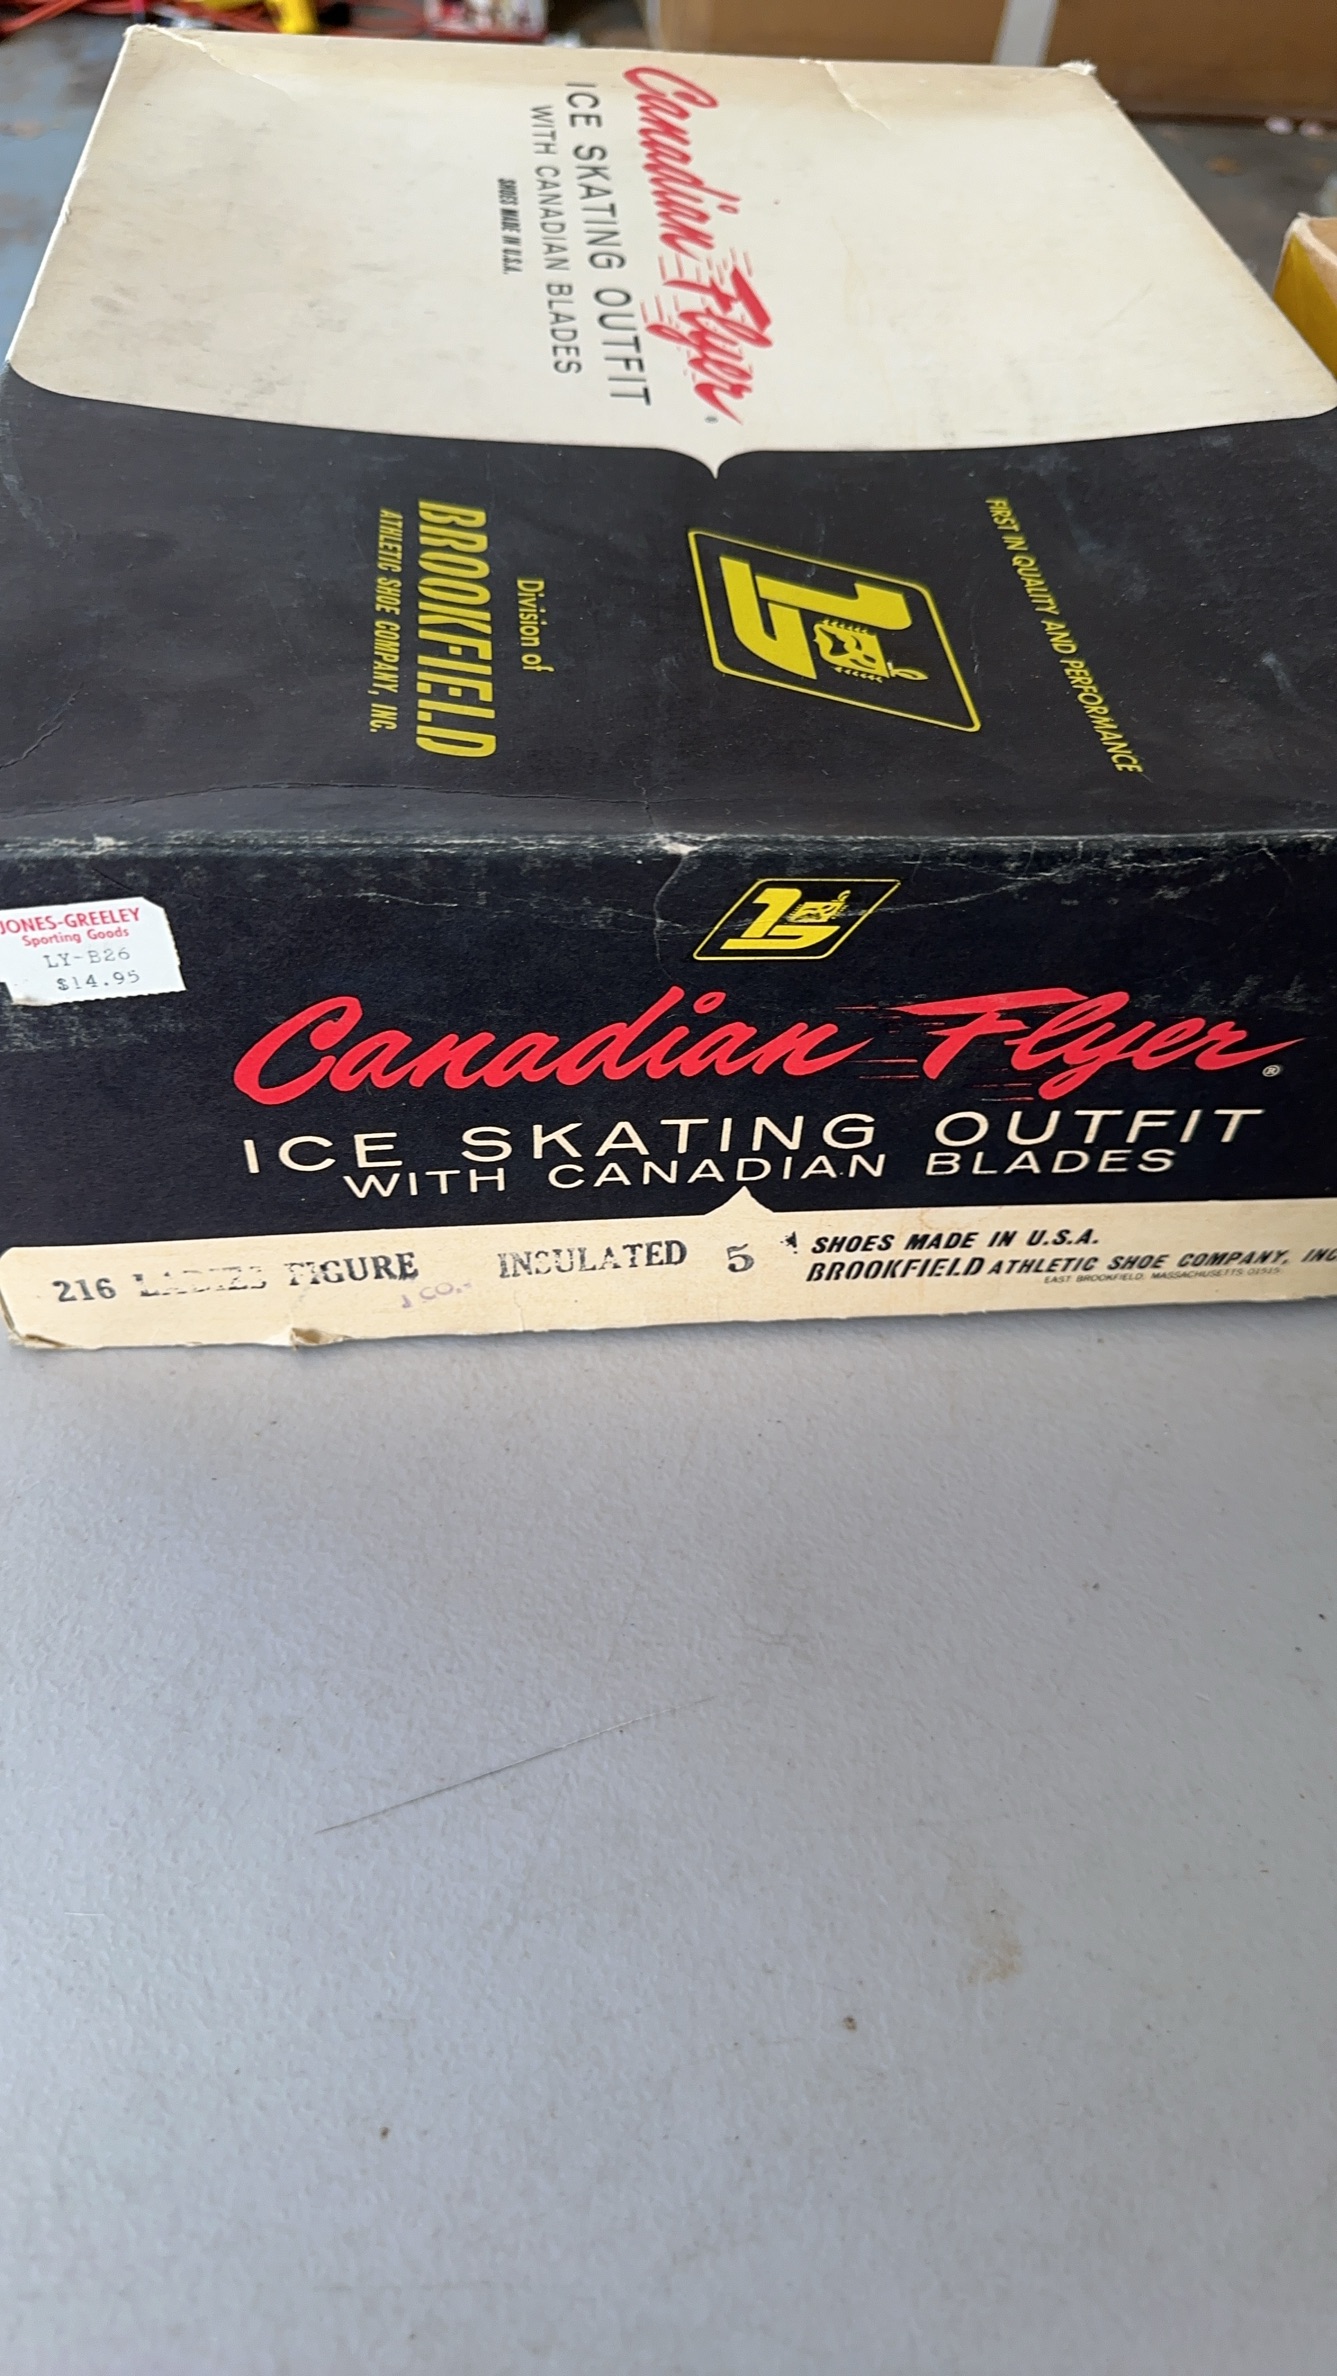 Canadian Flyer®
ICE SKATING OUTFIT
WITH CANADIAN BLADES
SHOES MADE IN U.S.A.
FIRST IN QUALITY AND PERFORMANCE
Division of
BROOKFIELD
ATHLETIC SHOE COMPANY, INC.
JONES-GREELEY
Sporting Goods
LY-B26
$14.95
Canadian Flyer®
ICE SKATING OUTFIT
WITH CANADIAN BLADES
216 LADIES FIGURE INSULATED 5
CO.
SHOES MADE IN U.S.A.
BROOKFIELD ATHLETIC SHOE COMPANY, INC
EAST BROOKFIELD, MASSACHUSETTS 01515